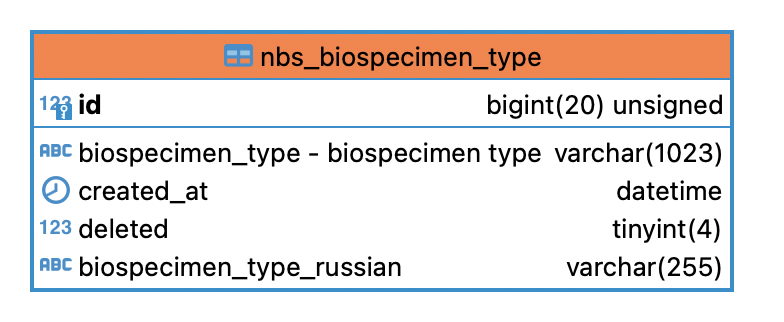 nbs_biospecimen_type
123 id bigint(20) unsigned
ABC biospecimen_type - biospecimen type varchar(1023)
created_at datetime
123 deleted tinyint(4)
ABC biospecimen_type_russian varchar(255)